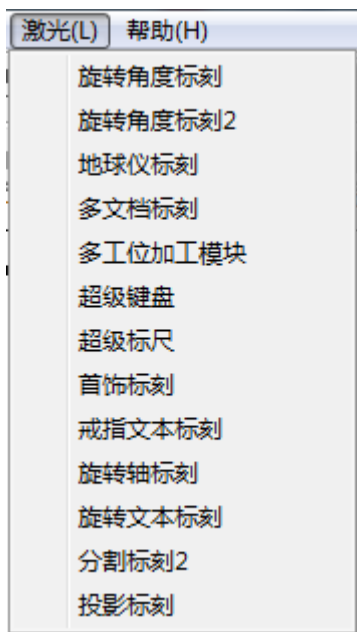 激光(L) 帮助(H)
旋转角度标刻
旋转角度标刻2
地球仪标刻
多文档标刻
多工位加工模块
超级键盘
超级标尺
首饰标刻
戒指文本标刻
旋转轴标刻
旋转文本标刻
分割标刻2
投影标刻